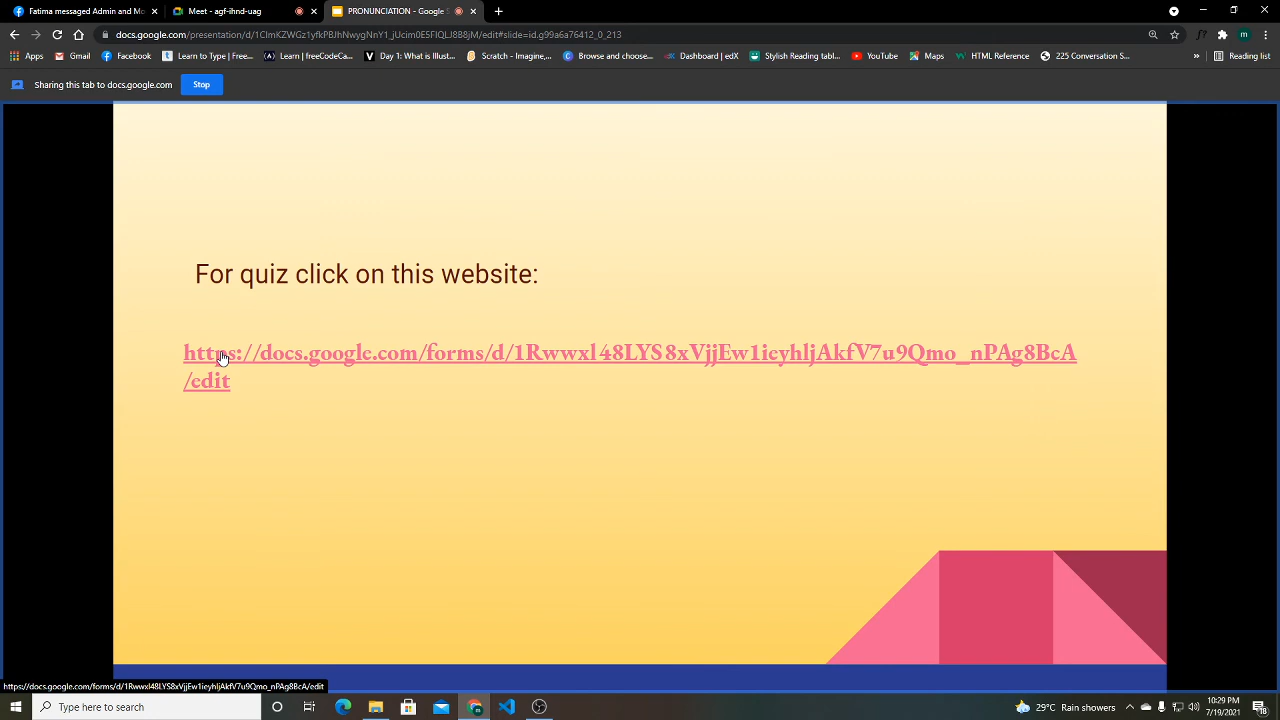 Fatima messaged Admin and Mo
Meet - agf-ihnd-uag
PRONUNCIATION - Google S
docs.google.com/presentation/d/1ClmKZWGz1yfkPBJhNwygNnY1_jUcim0E5FlQLJ8B8jM/edit#slide=id.g99a6a76412_0_213
Apps
Gmail
Facebook
Learn to Type | Free...
Learn | freeCodeCa...
Day 1: What is Illust...
Scratch - Imagine,...
Browse and choose...
Dashboard | edX
Stylish Reading tabl...
YouTube
Maps
HTML Reference
225 Conversation S...
»
Reading list
Sharing this tab to docs.google.com
Stop
For quiz click on this website:
https://docs.google.com/forms/d/1Rwwxl48LYS8xVjjEw1ieyhljAkfV7u9Qmo_nPAg8BcA
/edit
https://docs.google.com/forms/d/1Rwwxl48LYS8xVjjEw1ieyhljAkfV7u9Qmo_nPAg8BcA/edit
Type here to search
29°C Rain showers
10:29 PM
7/19/2021